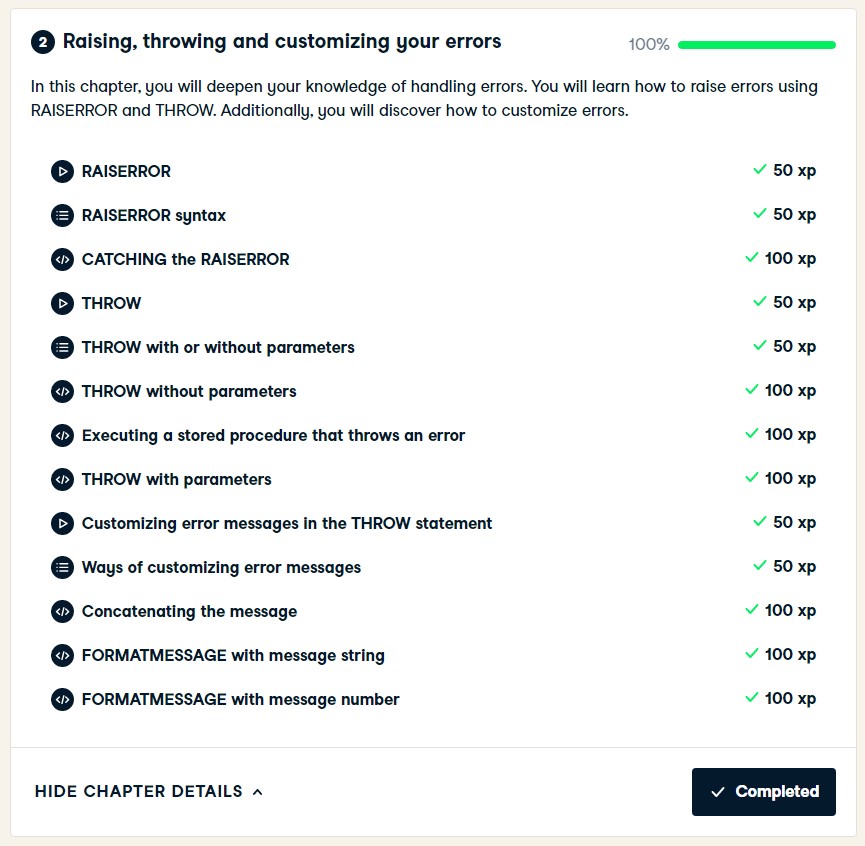 2 Raising, throwing and customizing your errors 100%
In this chapter, you will deepen your knowledge of handling errors. You will learn how to raise errors using
RAISERROR and THROW. Additionally, you will discover how to customize errors.
RAISERROR 50 xp
RAISERROR syntax 50 xp
CATCHING the RAISERROR 100 xp
THROW 50 xp
THROW with or without parameters 50 xp
THROW without parameters 100 xp
Executing a stored procedure that throws an error 100 xp
THROW with parameters 100 xp
Customizing error messages in the THROW statement 50 xp
Ways of customizing error messages 50 xp
Concatenating the message 100 xp
FORMATMESSAGE with message string 100 xp
FORMATMESSAGE with message number 100 xp
HIDE CHAPTER DETAILS Completed